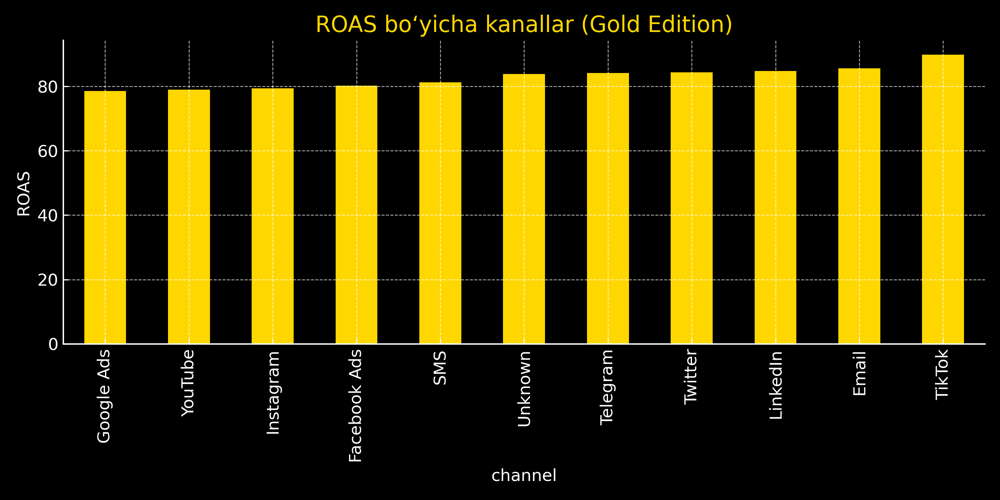 ROAS bo‘yicha kanallar (Gold Edition)
ROAS
80
60
40
20
0
Google Ads
YouTube
Instagram
Facebook Ads
SMS
Unknown
Telegram
Twitter
LinkedIn
Email
TikTok
channel